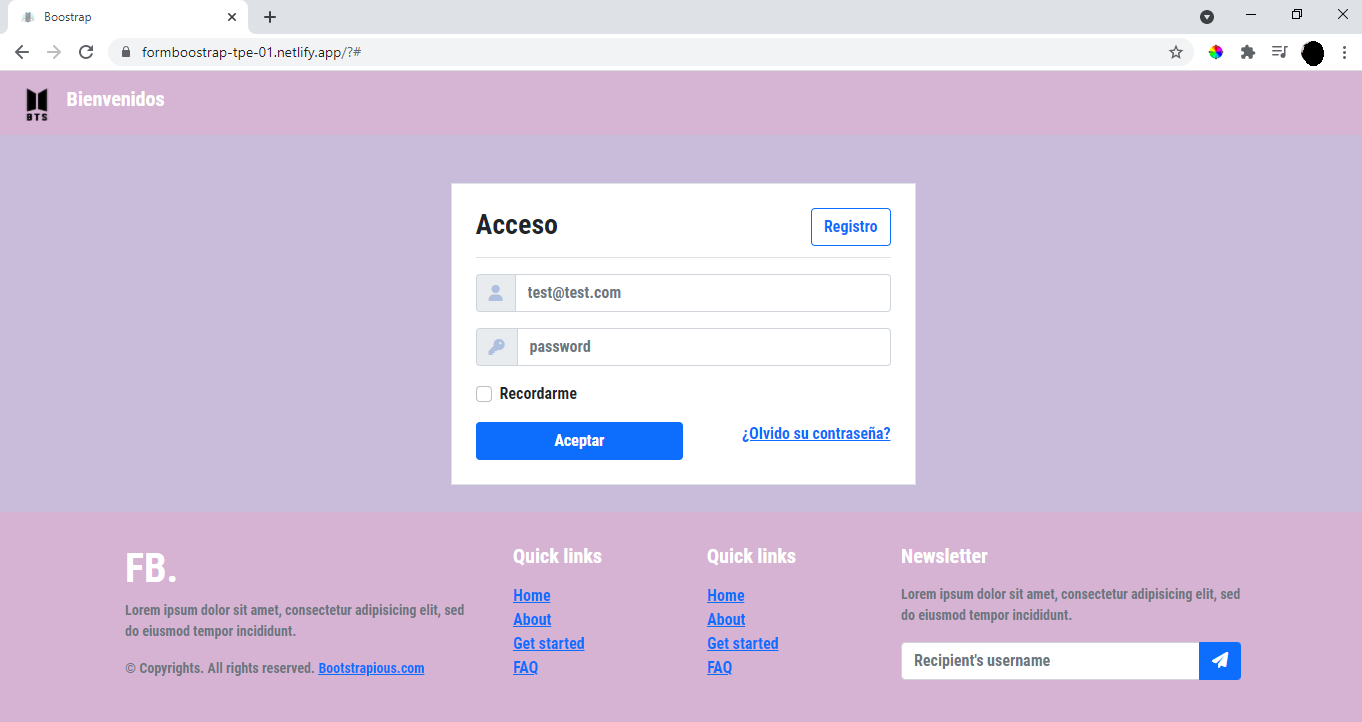 Boostrap
formboostrap-tpe-01.netlify.app/?#
BTS
Bienvenidos
Acceso
Registro
test@test.com
password
Recordarme
Aceptar
¿Olvido su contraseña?
FB.
Lorem ipsum dolor sit amet, consectetur adipisicing elit, sed
do eiusmod tempor incididunt.
© Copyrights. All rights reserved. Bootstrapious.com
Quick links
Home
About
Get started
FAQ
Quick links
Home
About
Get started
FAQ
Newsletter
Lorem ipsum dolor sit amet, consectetur adipisicing elit, sed
do eiusmod tempor incididunt.
Recipient's username